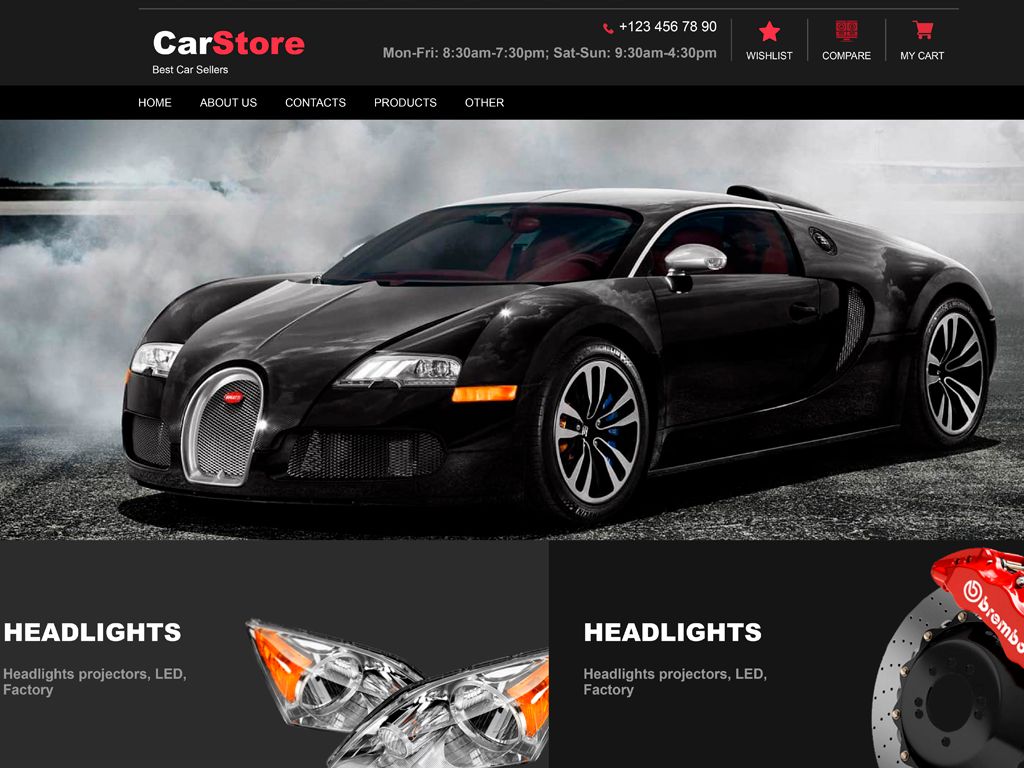 +123 456 78 90
CarStore
Mon-Fri: 8:30am-7:30pm; Sat-Sun: 9:30am-4:30pm
WISHLIST
COMPARE
MY CART
Best Car Sellers
HOME
ABOUT US
CONTACTS
PRODUCTS
OTHER
HEADLIGHTS
Headlights projectors, LED,
Factory
HEADLIGHTS
Headlights projectors, LED,
Factory
brembo